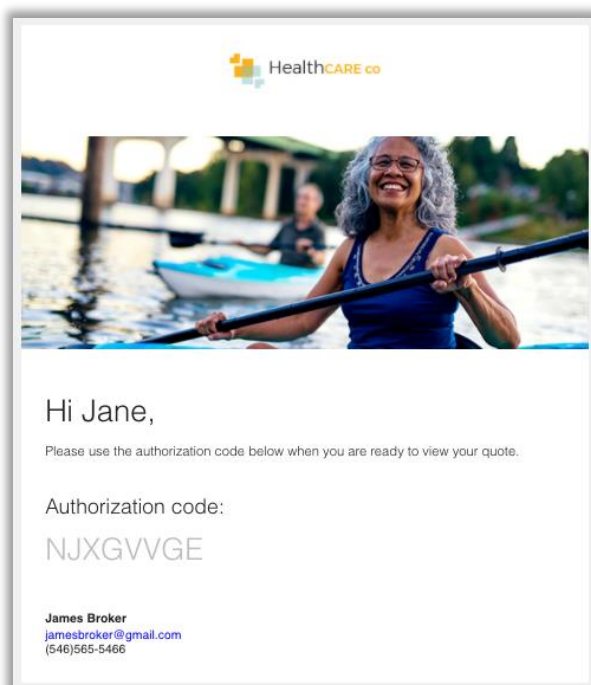 HealthCARE co
Hi Jane,
Please use the authorization code below when you are ready to view your quote.
Authorization code:
NJXGVVGE
James Broker
jamesbroker@gmail.com
(546)565-5466